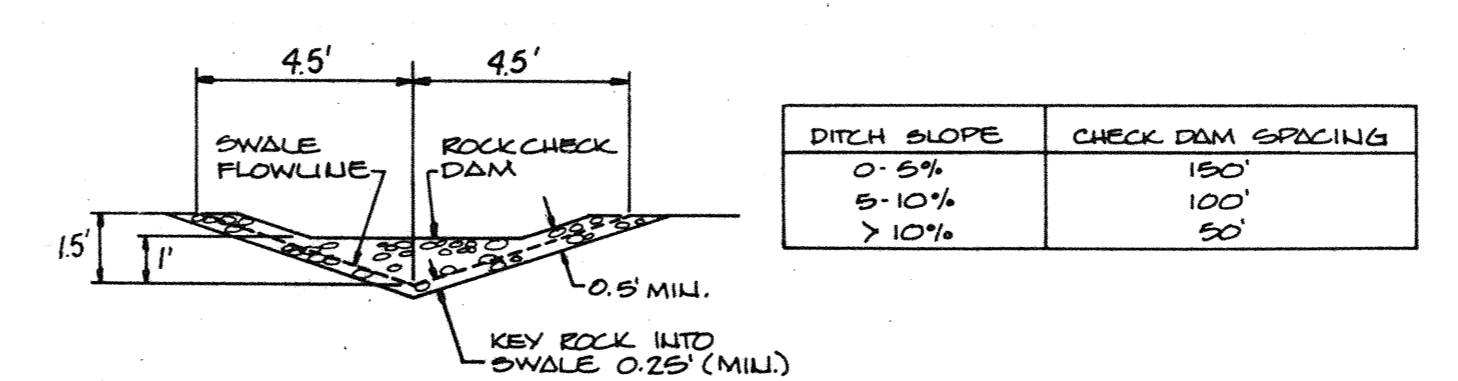 4.5' 4.5'
SWALE
FLOWLINE
ROCK CHECK
DAM
1.5'
1'
0.5' MIN.
KEY ROCK INTO
SWALE 0.25' (MIN.)
DITCH SLOPE CHECK DAM SPACING
0-5% 150'
5-10% 100'
> 10% 50'